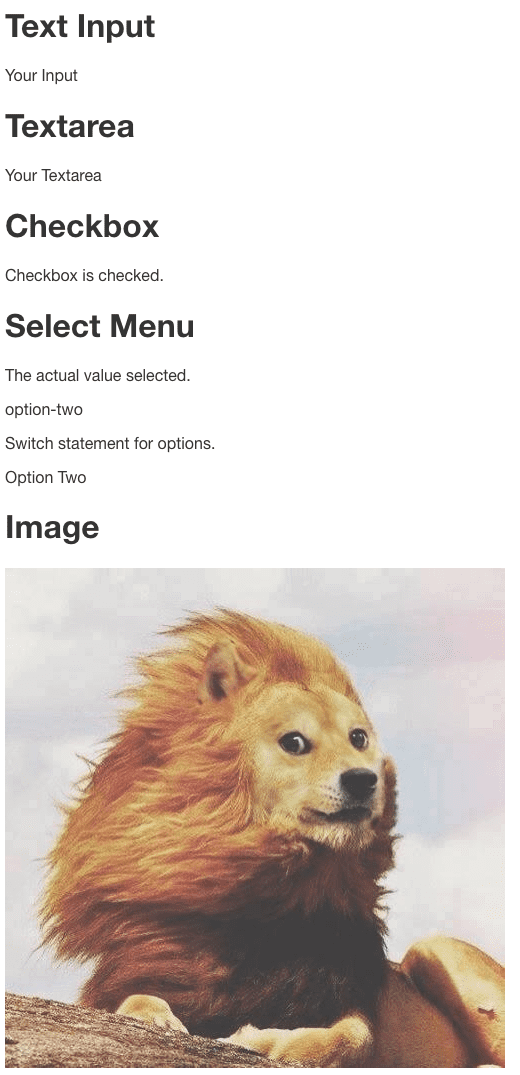 Text Input
Your Input
Textarea
Your Textarea
Checkbox
Checkbox is checked.
Select Menu
The actual value selected.
option-two
Switch statement for options.
Option Two
Image